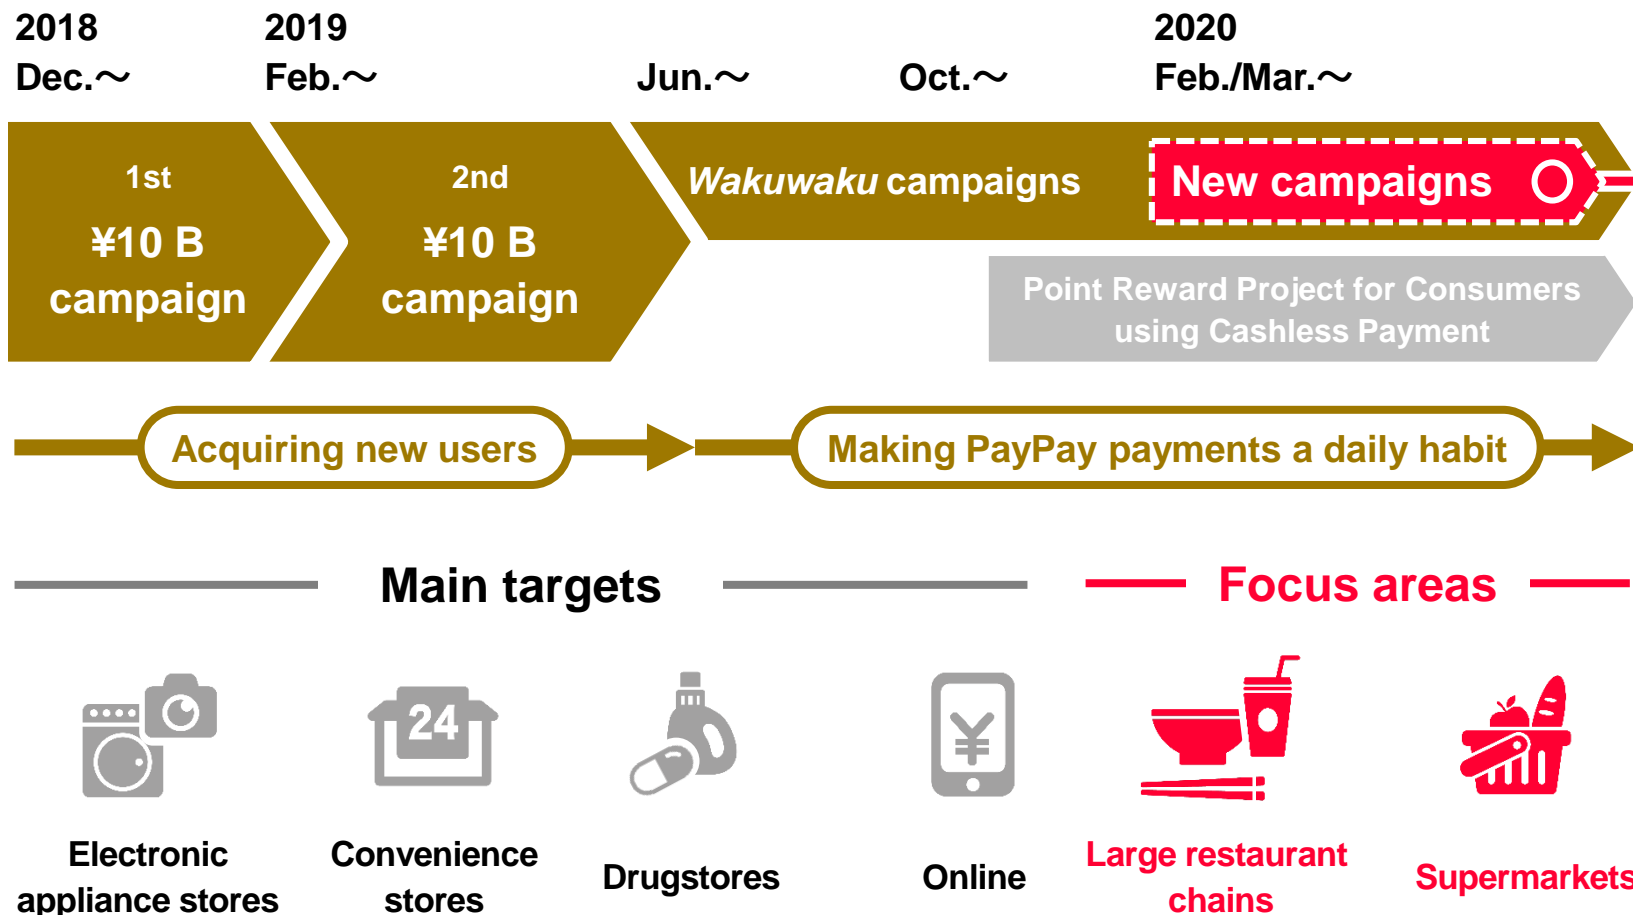 2018
Dec.～
2019
Feb.～
Jun.～
Oct.～
2020
Feb./Mar.～
1st
¥10 B
campaign
2nd
¥10 B
campaign
Wakuwaku campaigns
New campaigns
Point Reward Project for Consumers
using Cashless Payment
Acquiring new users
Making PayPay payments a daily habit
Main targets
Focus areas
24
¥
Electronic
appliance stores
Convenience
stores
Drugstores
Online
Large restaurant
chains
Supermarkets